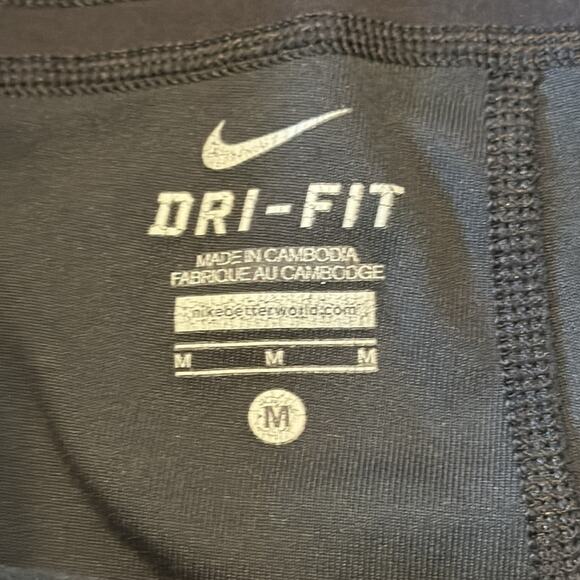 DRI-FIT
MADE IN CAMBODIA
FABRIQUE AU CAMBODGE
nikebetterworld.com
M M M
M